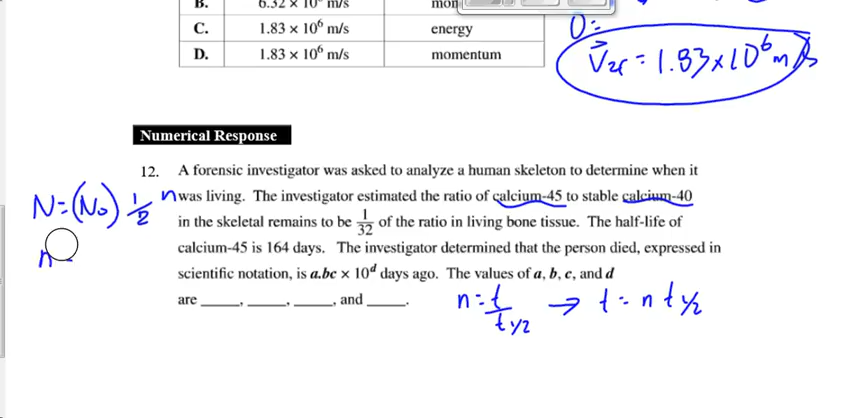 B. 6.32 × 10 m/s
C. 1.83 × 10⁶ m/s energy
D. 1.83 × 10⁶ m/s momentum
0=
V⃗2f = 1.83×10⁶ m/s
Numerical Response
12. A forensic investigator was asked to analyze a human skeleton to determine when it
was living. The investigator estimated the ratio of calcium-45 to stable calcium-40
in the skeletal remains to be 1/32 of the ratio in living bone tissue. The half-life of
calcium-45 is 164 days. The investigator determined that the person died, expressed in
scientific notation, is a.bc × 10ᵈ days ago. The values of a, b, c, and d
are _____, _____, _____, and _____.
N=(N₀) 1/2 ⁿ
n
n = t/t1/2 → t = n t1/2